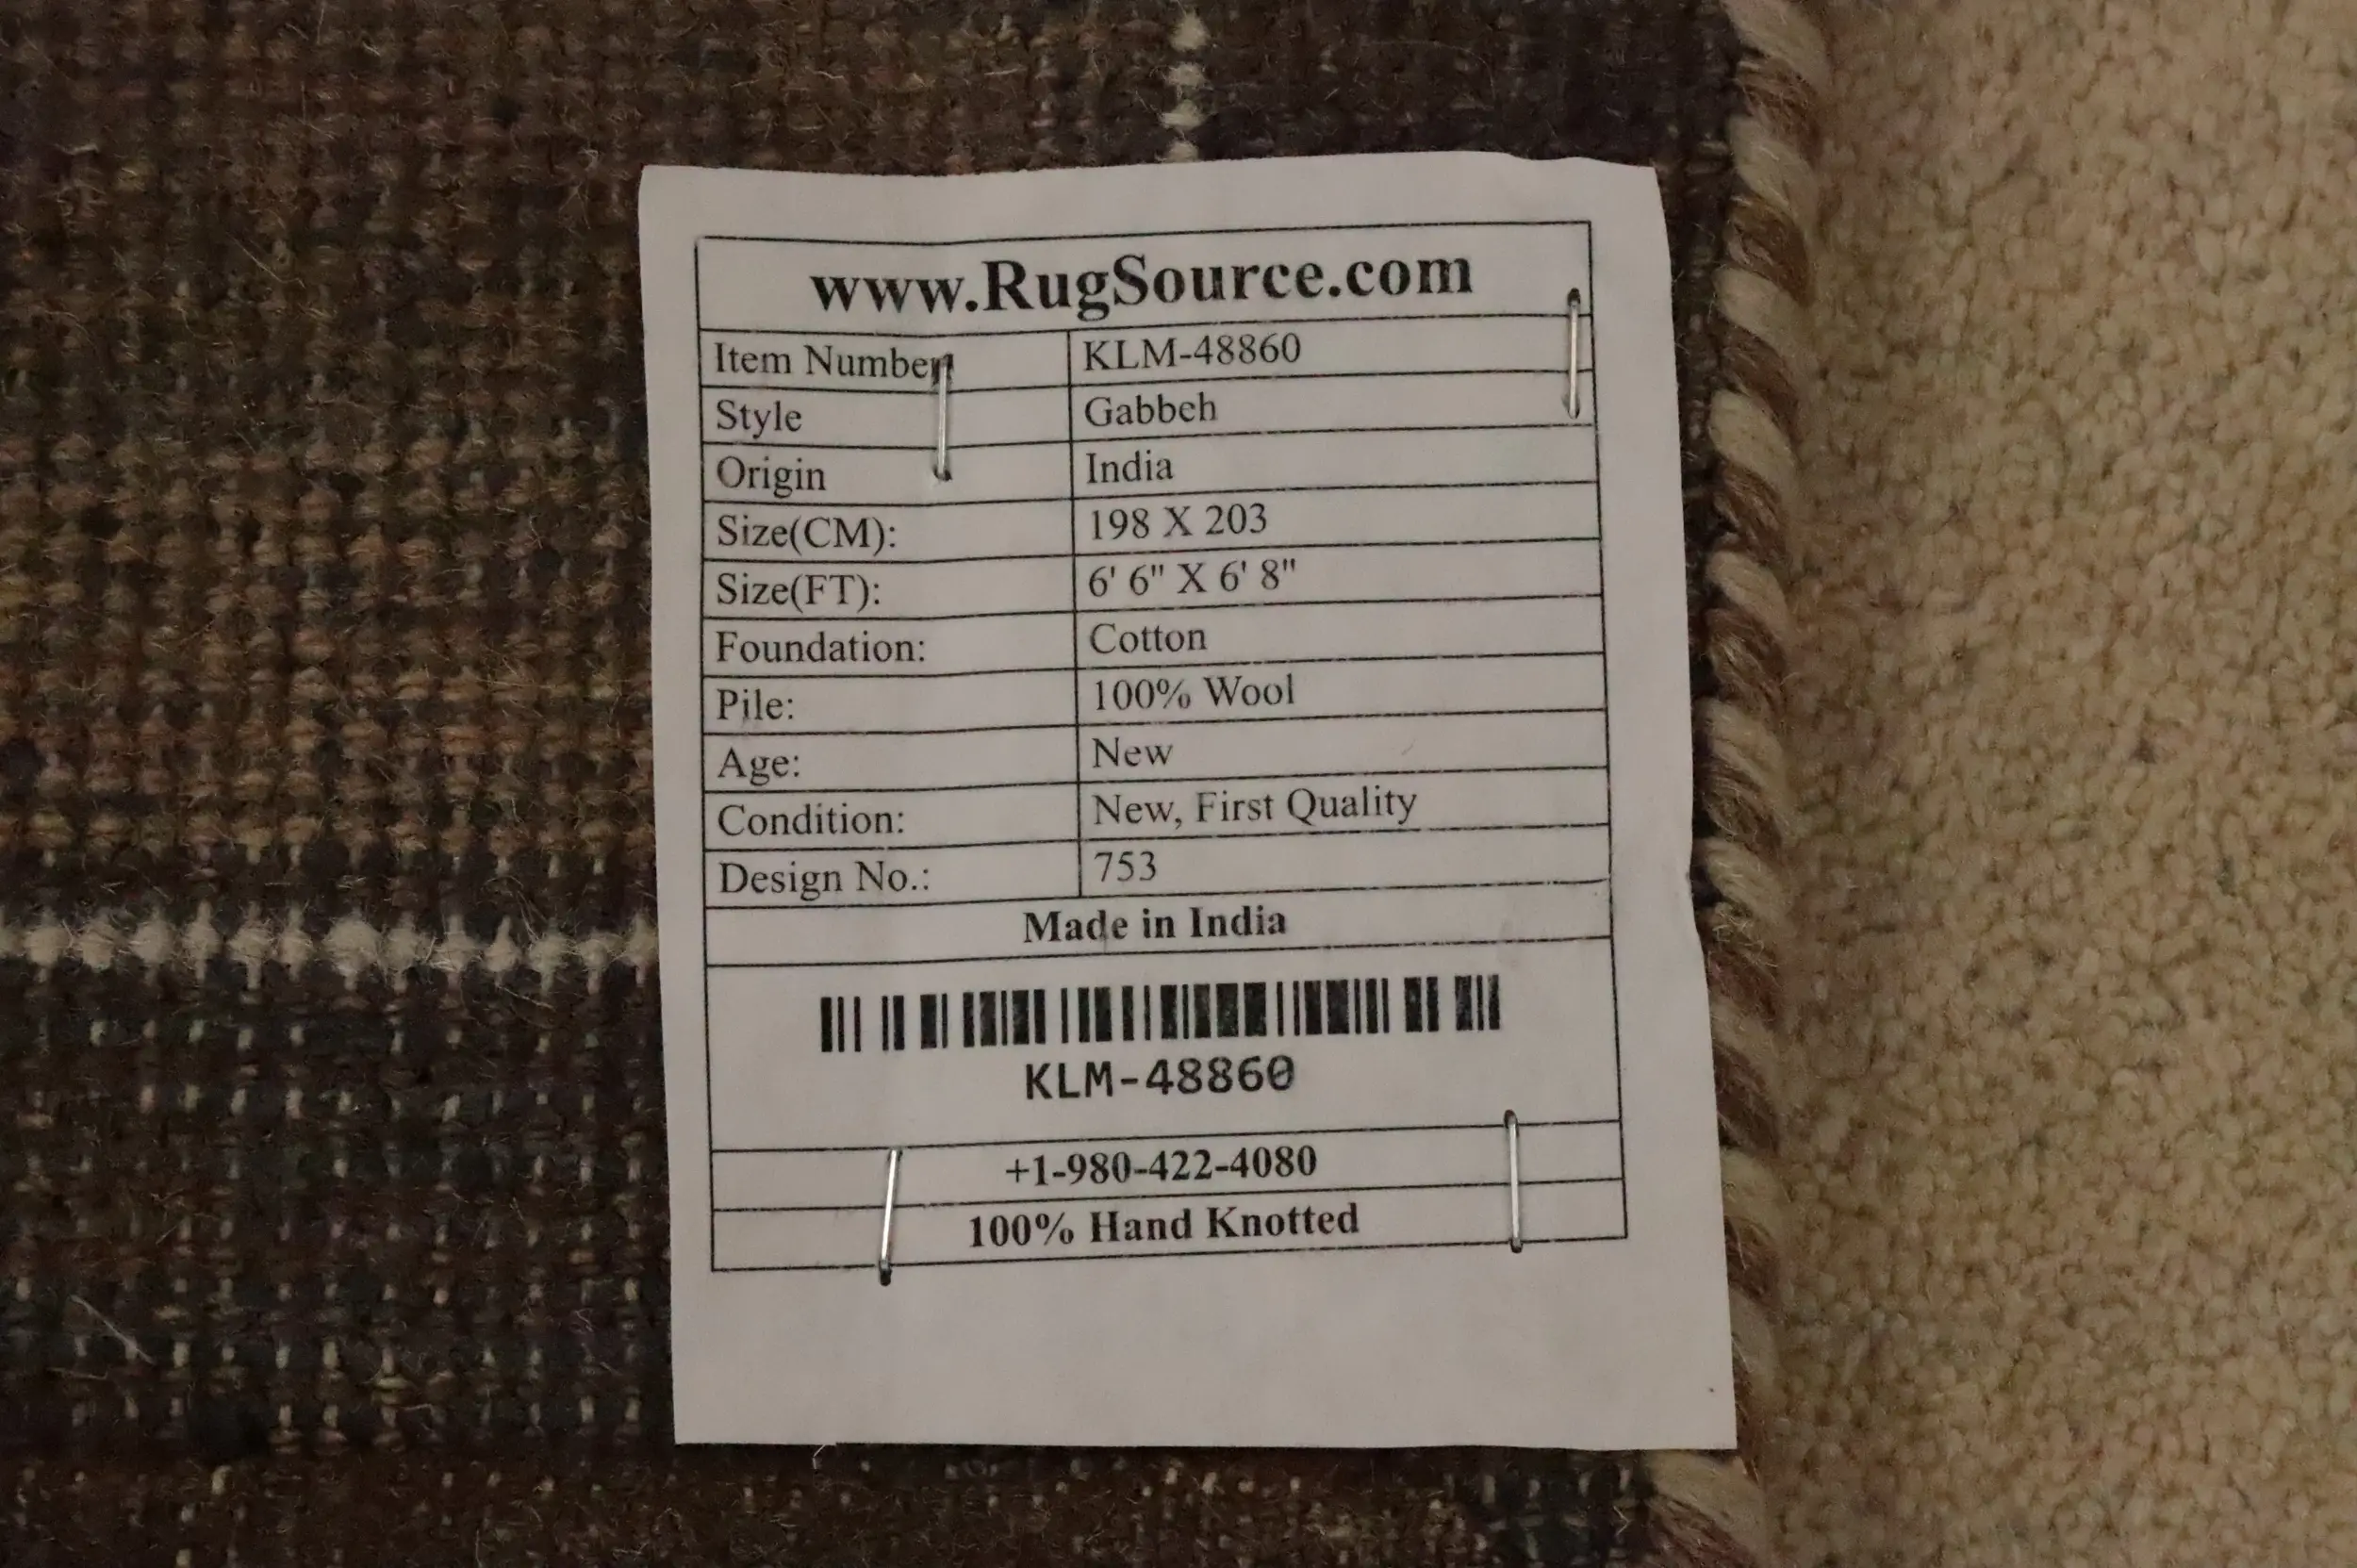 www.RugSource.com
Item Number KLM-48860
Style Gabbeh
Origin India
Size(CM): 198 X 203
Size(FT): 6' 6" X 6' 8"
Foundation: Cotton
Pile: 100% Wool
Age: New
Condition: New, First Quality
Design No.: 753
Made in India
KLM-48860
+1-980-422-4080
100% Hand Knotted